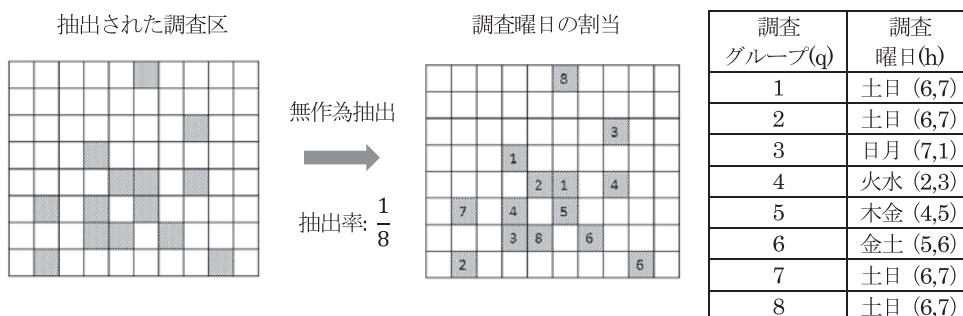 抽出された調査区
無作為抽出
抽出率: 1/8
調査曜日の割当
8
3
1
2 1 4
7 4 5
3 8 6
2 6
調査グループ(q) 調査曜日(h)
1 土日 (6,7)
2 土日 (6,7)
3 日月 (7,1)
4 火水 (2,3)
5 木金 (4,5)
6 金土 (5,6)
7 土日 (6,7)
8 土日 (6,7)